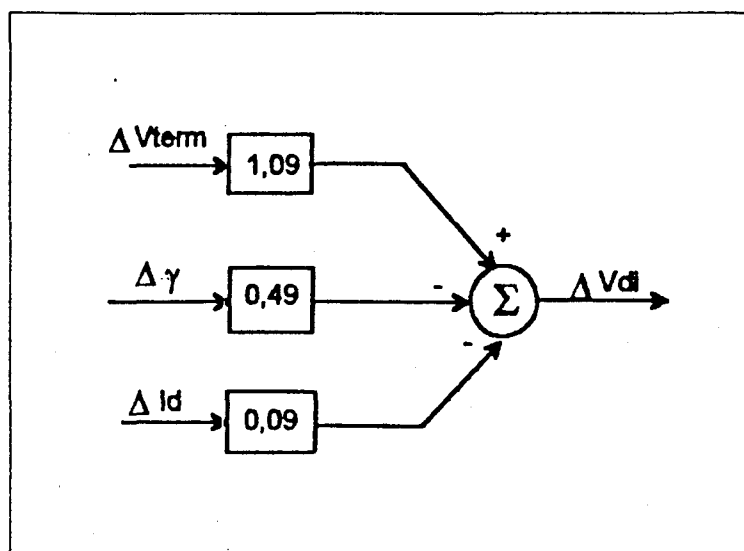 Δ Vterm
1,09
+
Δ γ
0,49
-
Σ
Δ Vdi
-
Δ Id
0,09